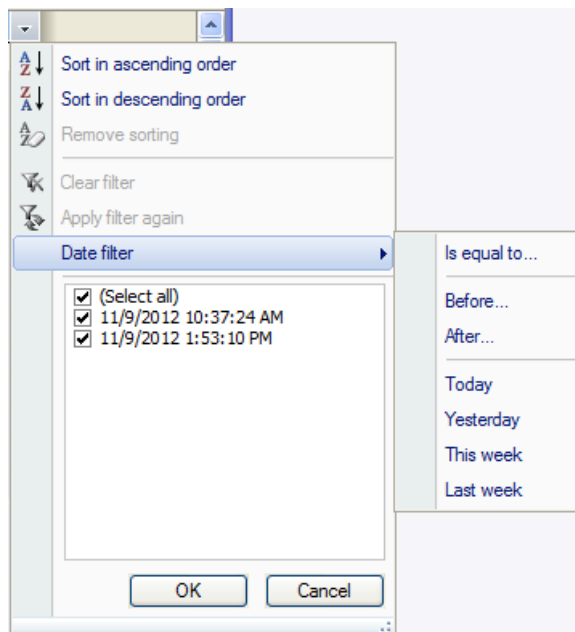 Sort in ascending order
Sort in descending order
Remove sorting
Clear filter
Apply filter again
Date filter
(Select all)
11/9/2012 10:37:24 AM
11/9/2012 1:53:10 PM
OK
Cancel
Is equal to...
Before...
After...
Today
Yesterday
This week
Last week